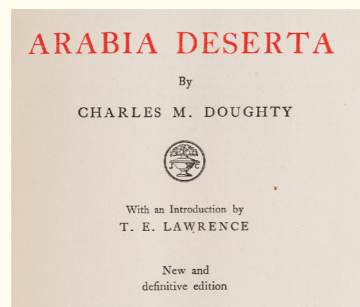 ARABIA DESERTA
By
CHARLES M. DOUGHTY
J C
With an Introduction by
T. E. LAWRENCE
New and
definitive edition